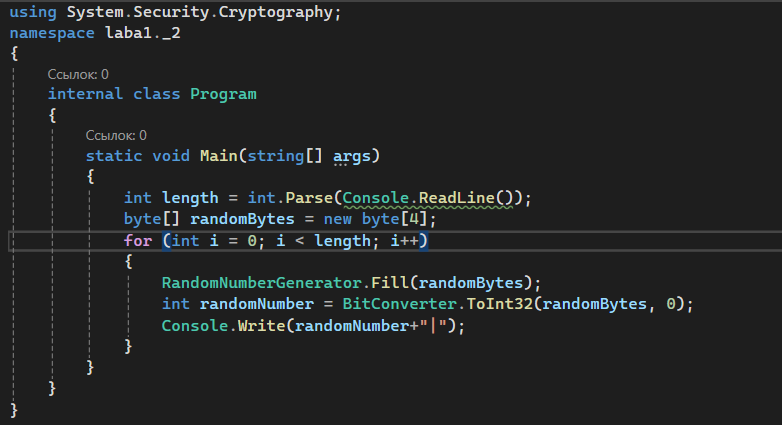 using System.Security.Cryptography;
namespace laba1._2
{
Ссылок: 0
internal class Program
{
Ссылок: 0
static void Main(string[] args)
{
int length = int.Parse(Console.ReadLine());
byte[] randomBytes = new byte[4];
for (int i = 0; i < length; i++)
{
RandomNumberGenerator.Fill(randomBytes);
int randomNumber = BitConverter.ToInt32(randomBytes, 0);
Console.Write(randomNumber+"|");
}
}
}
}